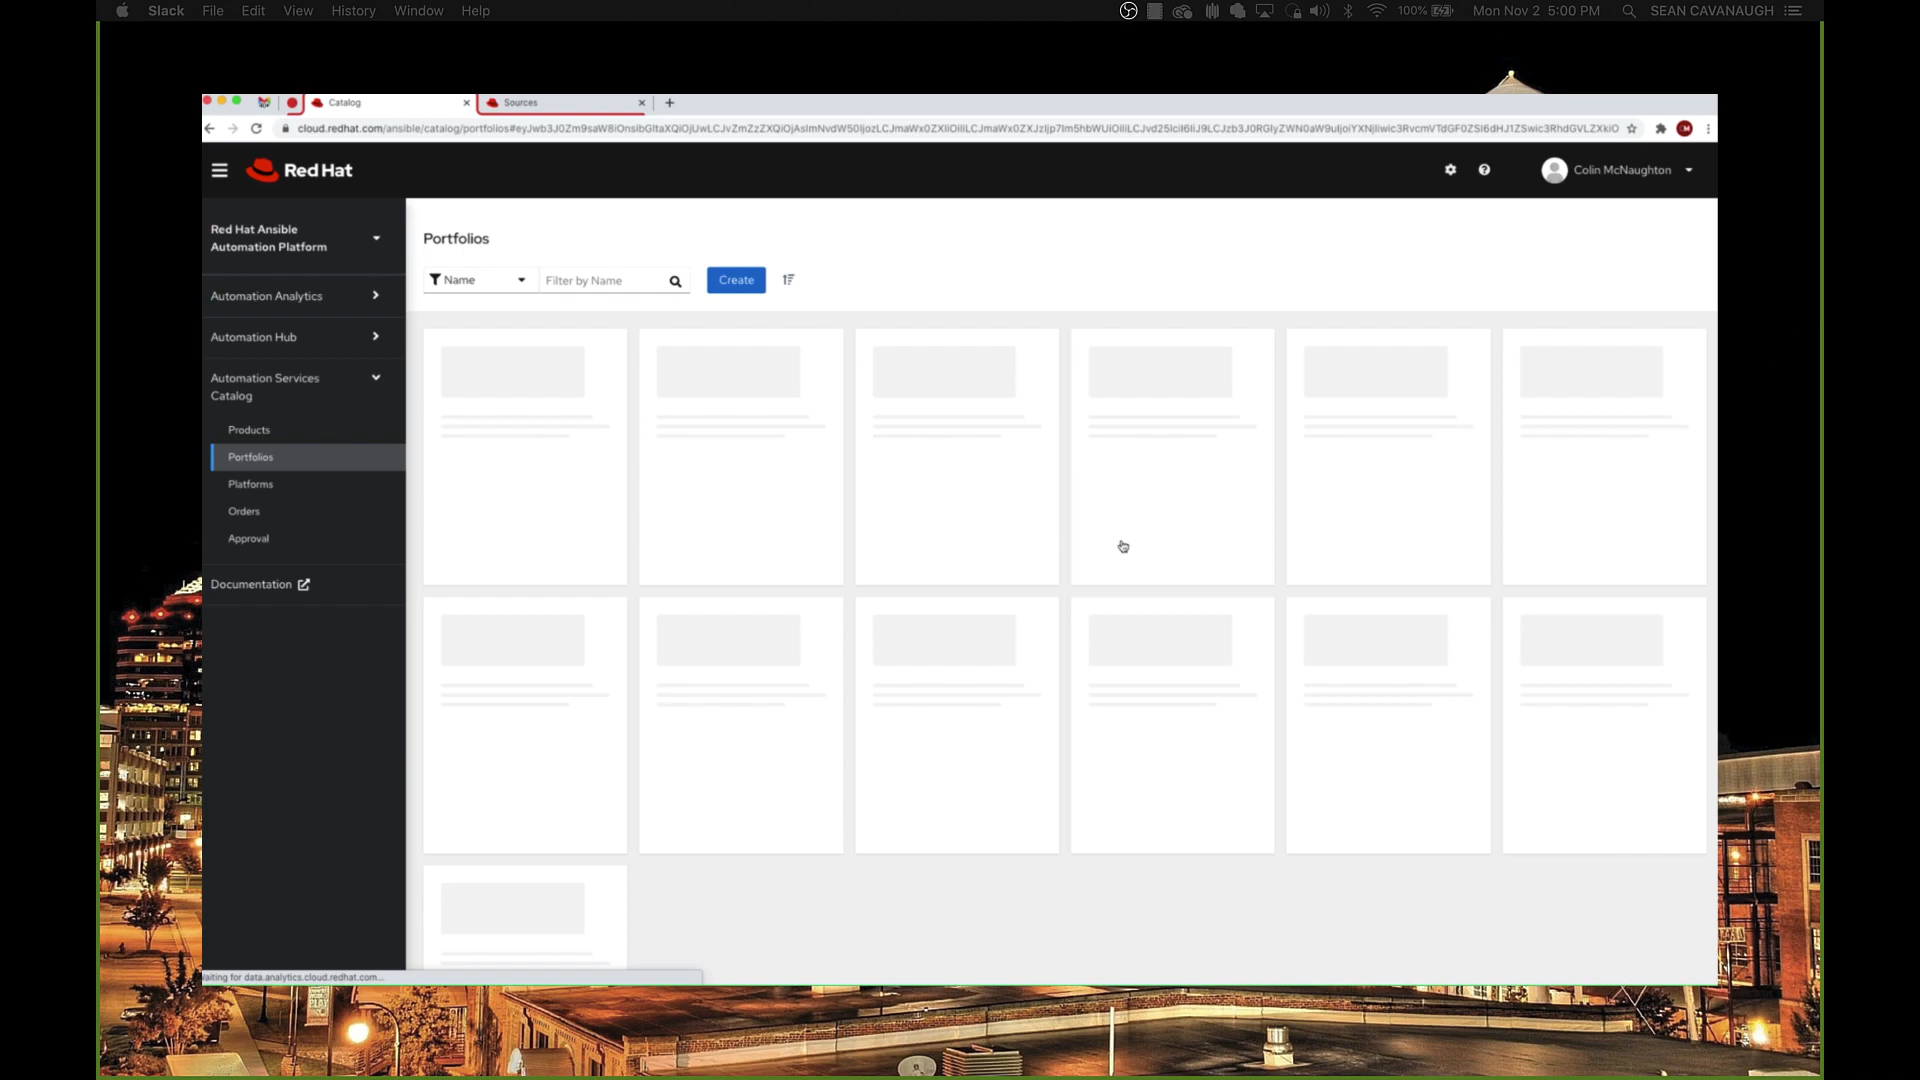 Slack File Edit View History Window Help 100% Mon Nov 2 5:00 PM SEAN CAVANAUGH
Catalog Sources
Red Hat
Colin McNaughton
Red Hat Ansible
Automation Platform
Automation Analytics
Automation Hub
Automation Services
Catalog
Products
Portfolios
Platforms
Orders
Approval
Documentation
Portfolios
Name Filter by Name Create